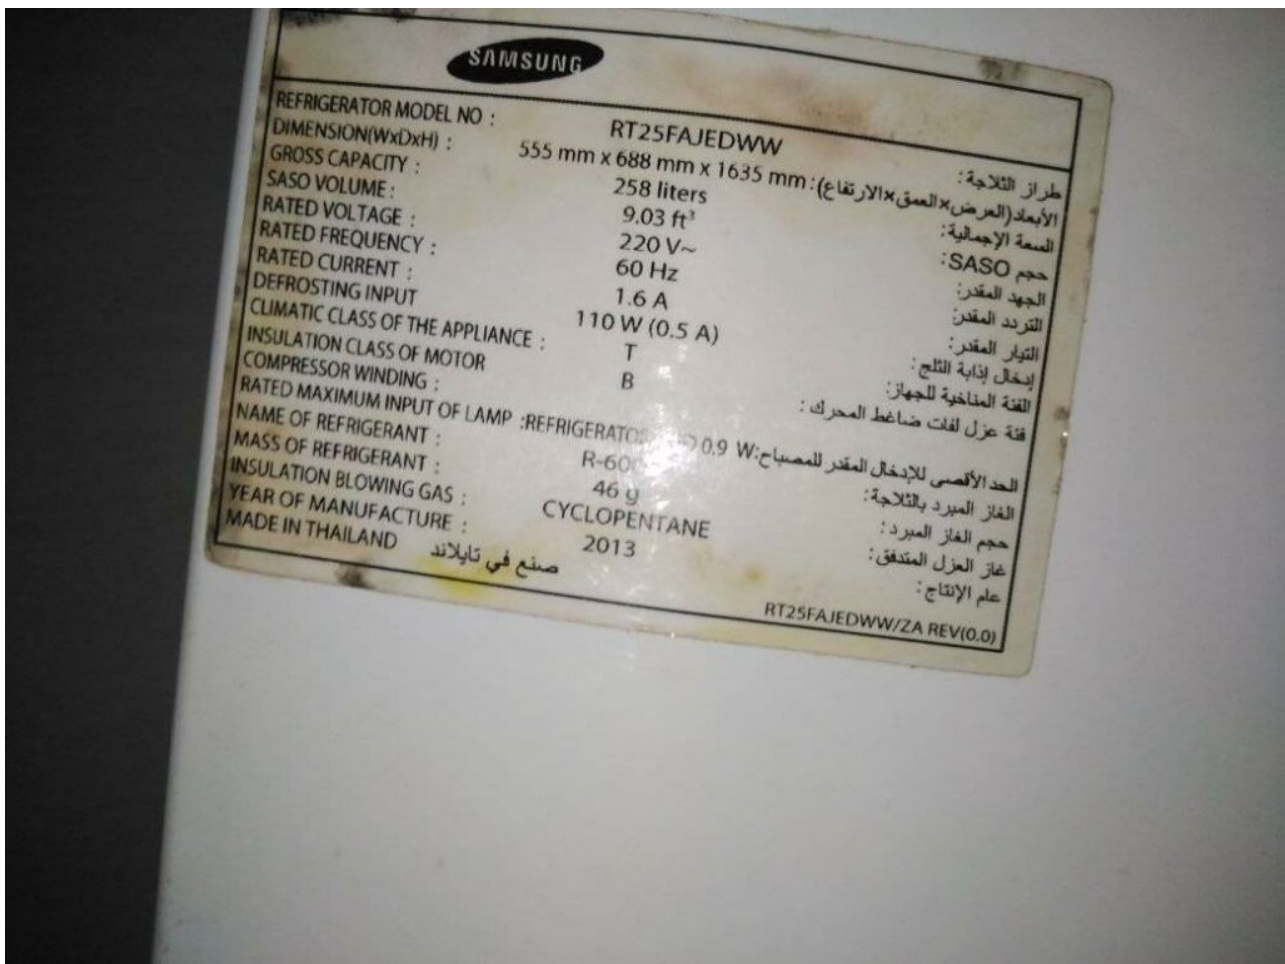 SAMSUNG
REFRIGERATOR MODEL NO : RT25FAJEDWW طراز الثلاجة:
DIMENSION(WxDxH) : 555 mm x 688 mm x 1635 mm :الأبعاد(العرض×العمق×الارتفاع)
GROSS CAPACITY : 258 liters السعة الإجمالية:
SASO VOLUME : 9.03 ft³ حجم SASO:
RATED VOLTAGE : 220 V~ الجهد المقدر:
RATED FREQUENCY : 60 Hz التردد المقدر:
RATED CURRENT : 1.6 A التيار المقدر:
DEFROSTING INPUT 110 W (0.5 A) إدخال إذابة الثلج:
CLIMATIC CLASS OF THE APPLIANCE : T الفئة المناخية للجهاز:
INSULATION CLASS OF MOTOR B فئة عزل لفات ضاغط المحرك :
COMPRESSOR WINDING :
RATED MAXIMUM INPUT OF LAMP :REFRIGERATOR 0.9 W:الحد الأقصى للإدخال المقدر للمصباح
NAME OF REFRIGERANT : الغاز المبرد بالثلاجة:
MASS OF REFRIGERANT : 46 g حجم الغاز المبرد:
INSULATION BLOWING GAS : CYCLOPENTANE غاز العزل المتدفق:
YEAR OF MANUFACTURE : 2013 عام الإنتاج:
MADE IN THAILAND صنع في تايلاند
RT25FAJEDWW/ZA REV(0.0)